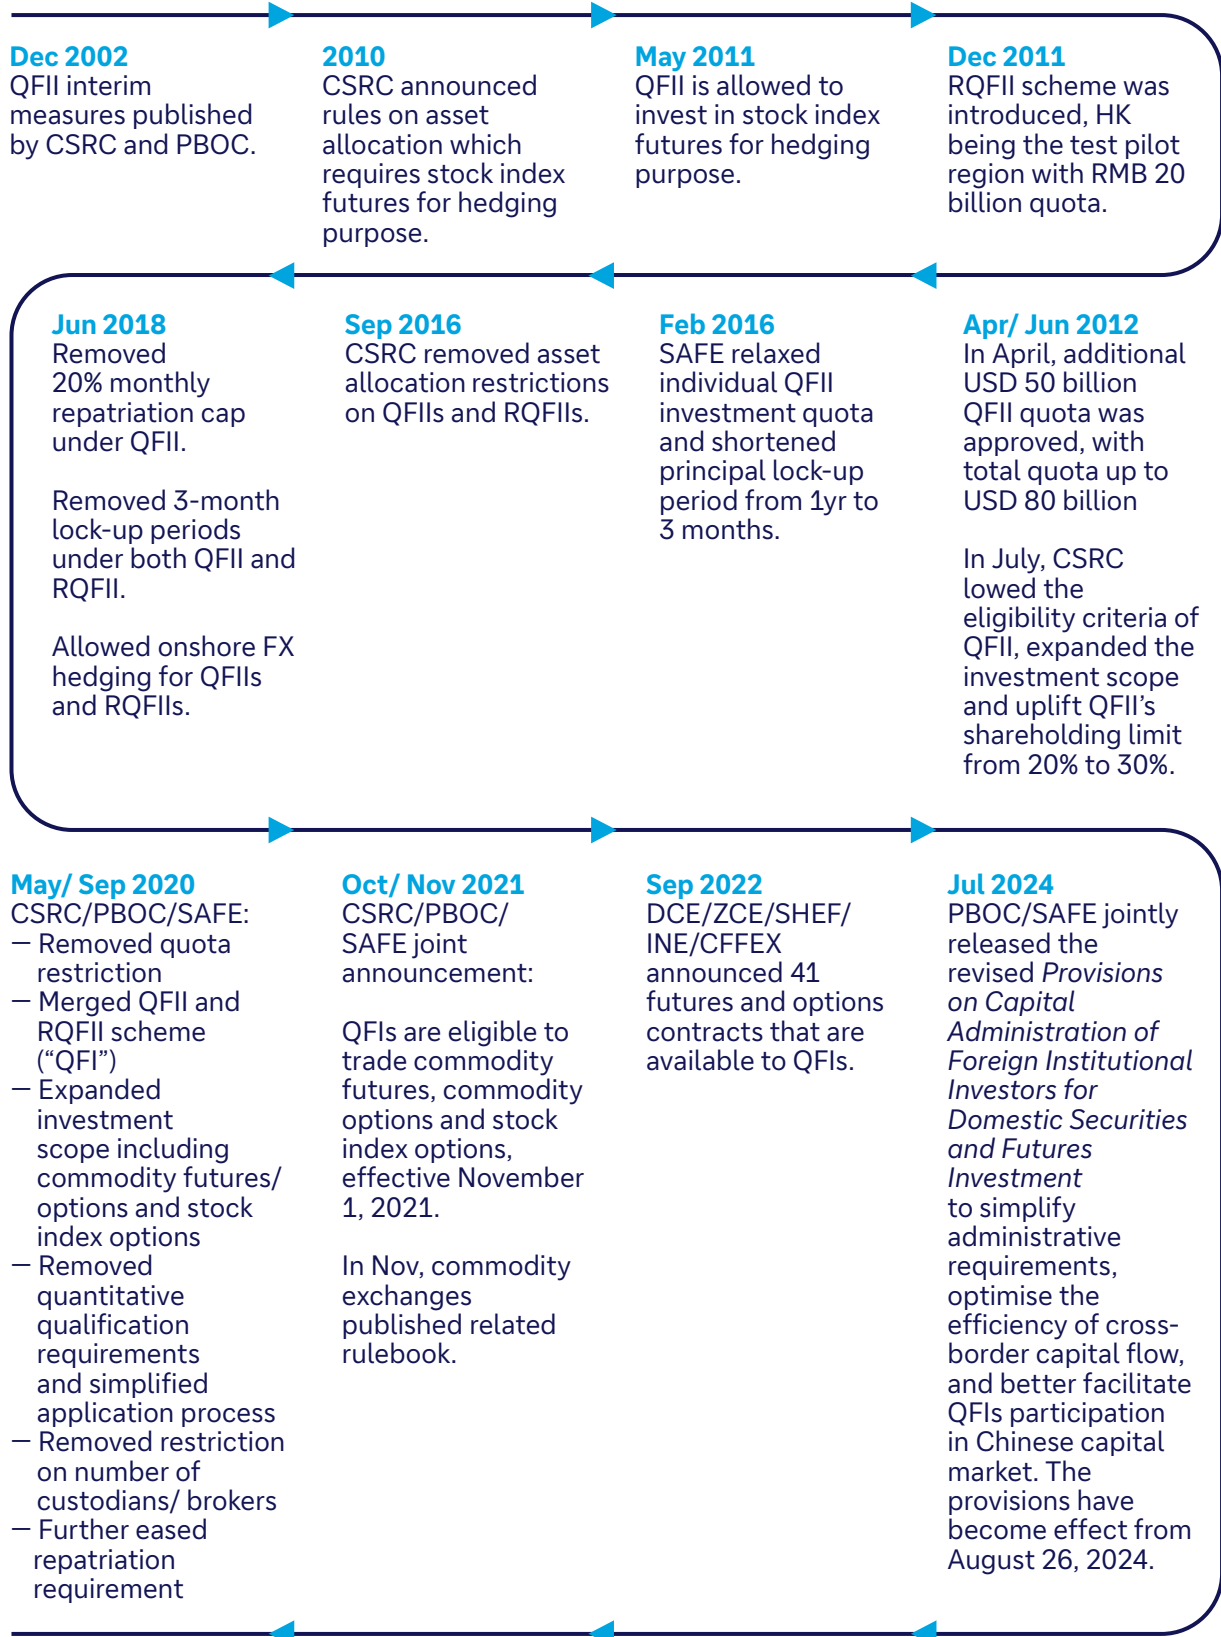 Dec 2002
QFII interim
measures published
by CSRC and PBOC.
2010
CSRC announced
rules on asset
allocation which
requires stock index
futures for hedging
purpose.
May 2011
QFII is allowed to
invest in stock index
futures for hedging
purpose.
Dec 2011
RQFII scheme was
introduced, HK
being the test pilot
region with RMB 20
billion quota.
Apr/ Jun 2012
In April, additional
USD 50 billion
QFII quota was
approved, with
total quota up to
USD 80 billion
In July, CSRC
lowed the
eligibility criteria of
QFII, expanded the
investment scope
and uplift QFII’s
shareholding limit
from 20% to 30%.
Feb 2016
SAFE relaxed
individual QFII
investment quota
and shortened
principal lock-up
period from 1yr to
3 months.
Sep 2016
CSRC removed asset
allocation restrictions
on QFIIs and RQFIIs.
Jun 2018
Removed
20% monthly
repatriation cap
under QFII.
Removed 3-month
lock-up periods
under both QFII and
RQFII.
Allowed onshore FX
hedging for QFIIs
and RQFIIs.
May/ Sep 2020
CSRC/PBOC/SAFE:
— Removed quota
restriction
— Merged QFII and
RQFII scheme
(“QFI”)
— Expanded
investment
scope including
commodity futures/
options and stock
index options
— Removed
quantitative
qualification
requirements
and simplified
application process
— Removed restriction
on number of
custodians/ brokers
— Further eased
repatriation
requirement
Oct/ Nov 2021
CSRC/PBOC/
SAFE joint
announcement:
QFIs are eligible to
trade commodity
futures, commodity
options and stock
index options,
effective November
1, 2021.
In Nov, commodity
exchanges
published related
rulebook.
Sep 2022
DCE/ZCE/SHEF/
INE/CFFEX
announced 41
futures and options
contracts that are
available to QFIs.
Jul 2024
PBOC/SAFE jointly
released the
revised Provisions
on Capital
Administration of
Foreign Institutional
Investors for
Domestic Securities
and Futures
Investment
to simplify
administrative
requirements,
optimise the
efficiency of cross-
border capital flow,
and better facilitate
QFIs participation
in Chinese capital
market. The
provisions have
become effect from
August 26, 2024.